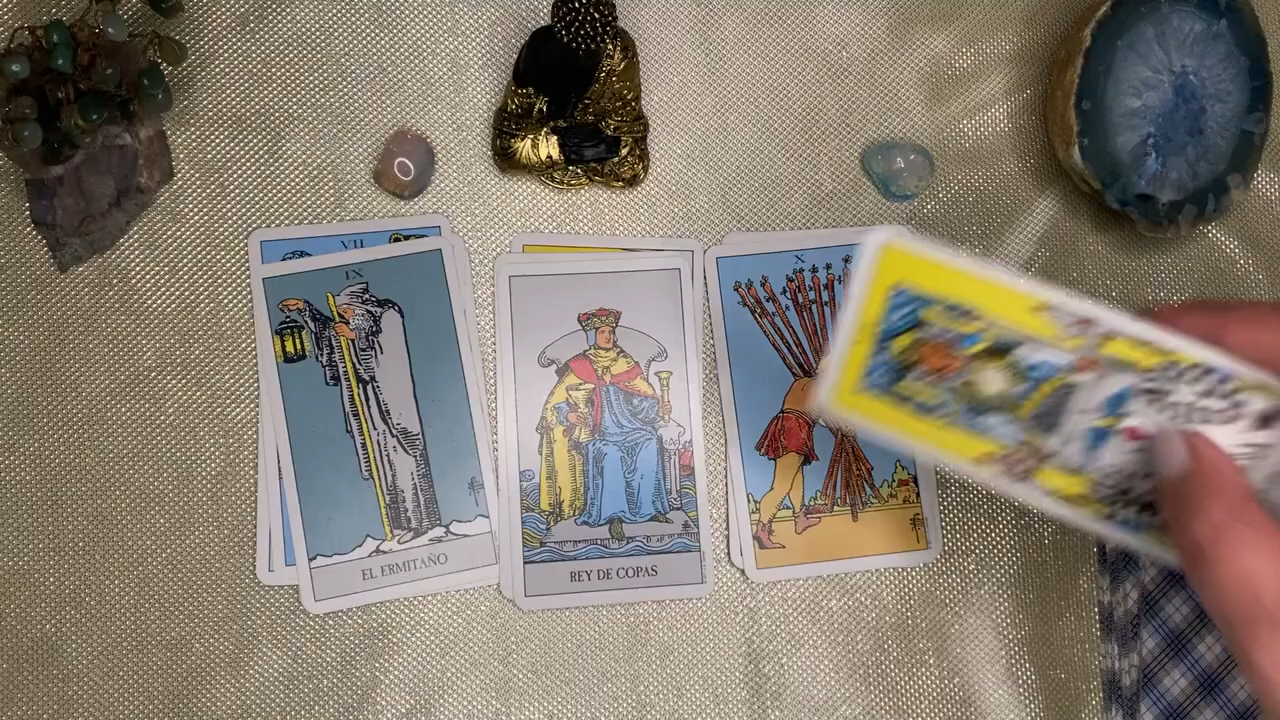 VII
IX
EL ERMITAÑO
REY DE COPAS
X